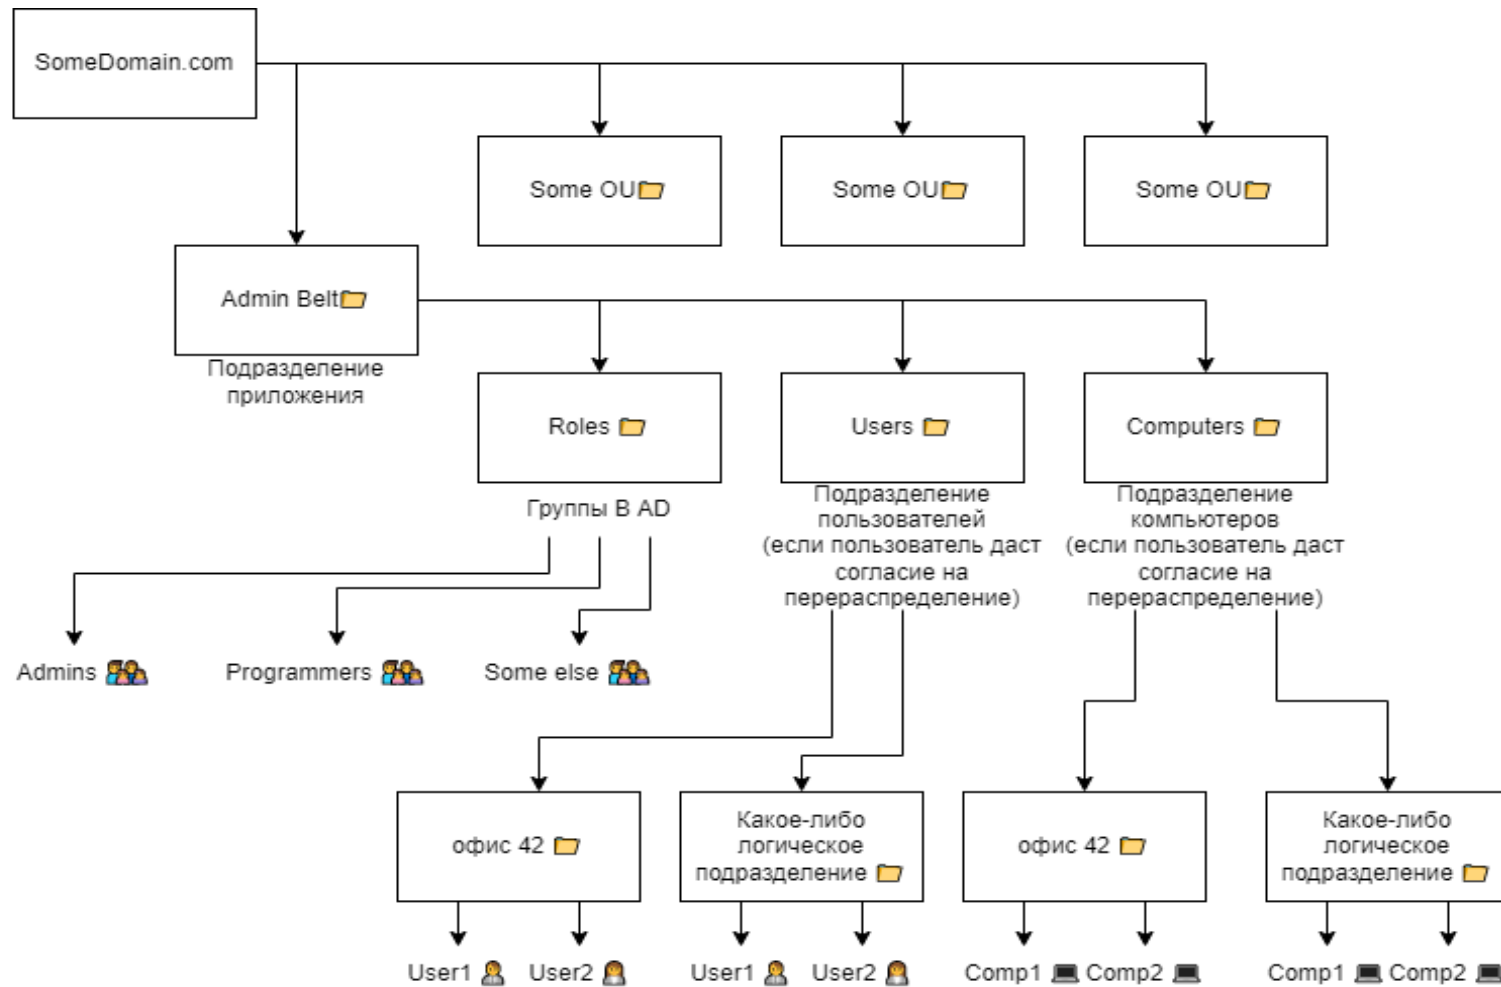 SomeDomain.com
Some OU
Some OU
Some OU
Admin Belt
Подразделение
приложения
Roles
Users
Computers
Группы В AD
Подразделение
пользователей
(если пользователь даст
согласие на
перераспределение)
Подразделение
компьютеров
(если пользователь даст
согласие на
перераспределение)
Admins
Programmers
Some else
офис 42
Какое-либо
логическое
подразделение
офис 42
Какое-либо
логическое
подразделение
User1
User2
User1
User2
Comp1
Comp2
Comp1
Comp2